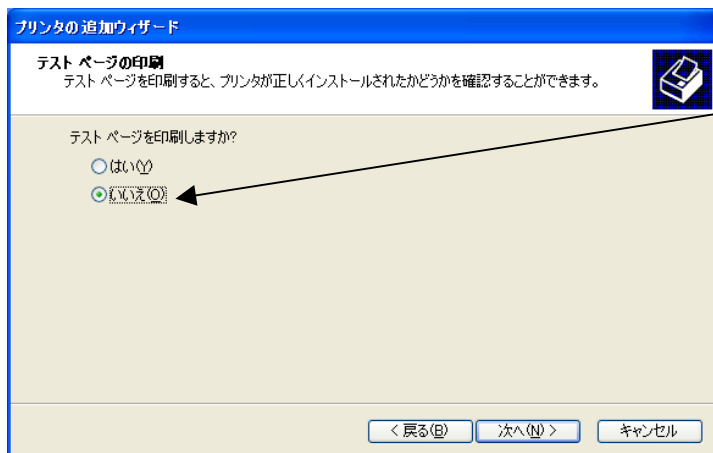 プリンタの追加ウィザード
テスト ページの印刷
テスト ページを印刷すると、プリンタが正しくインストールされたかどうかを確認することができます。
テスト ページを印刷しますか?
はい(Y)
いいえ(O)
< 戻る(B) 次へ(N) > キャンセル